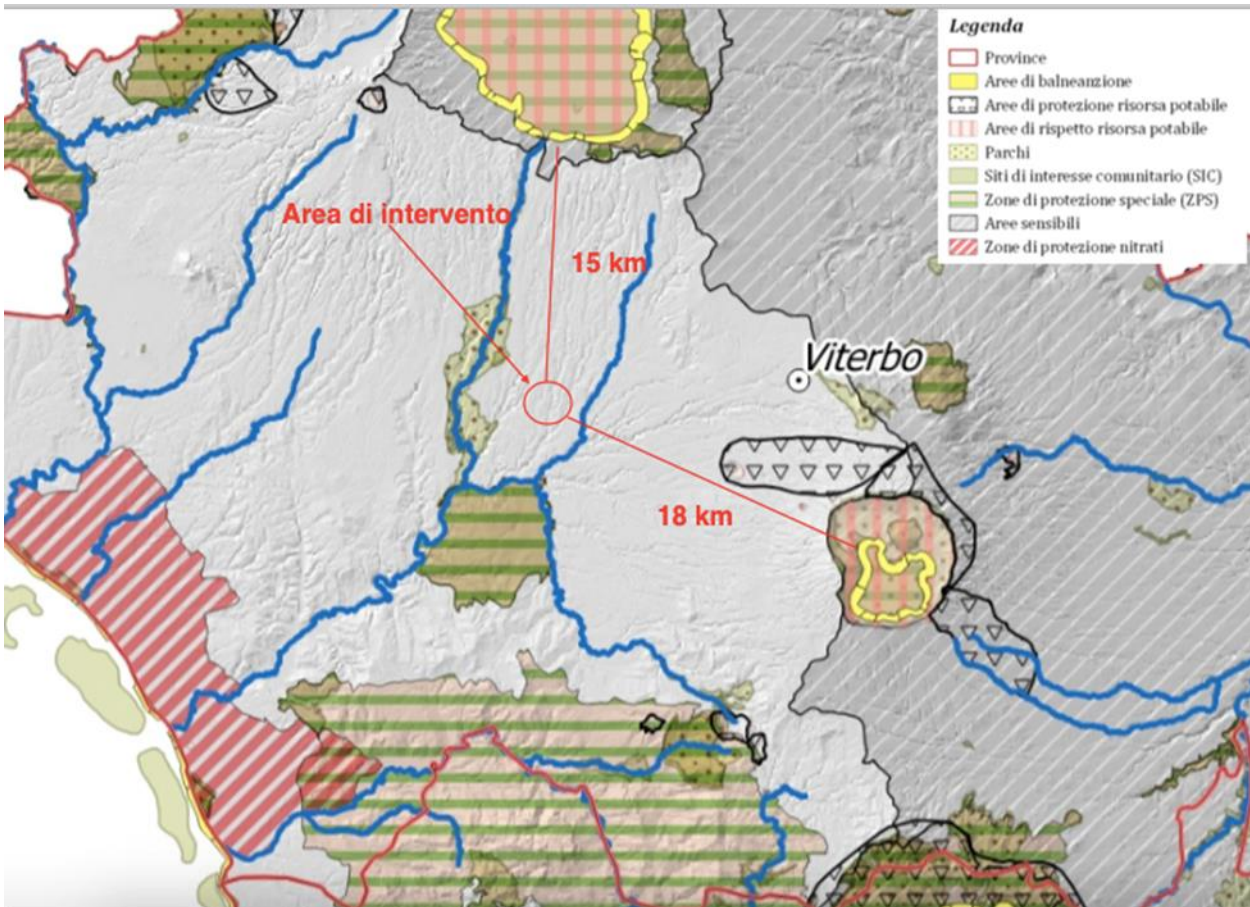 Legenda
Province
Aree di balneanzione
Aree di protezione risorsa potabile
Aree di rispetto risorsa potabile
Parchi
Siti di interesse comunitario (SIC)
Zone di protezione speciale (ZPS)
Aree sensibili
Zone di protezione nitrati
Area di intervento
15 km
Viterbo
18 km